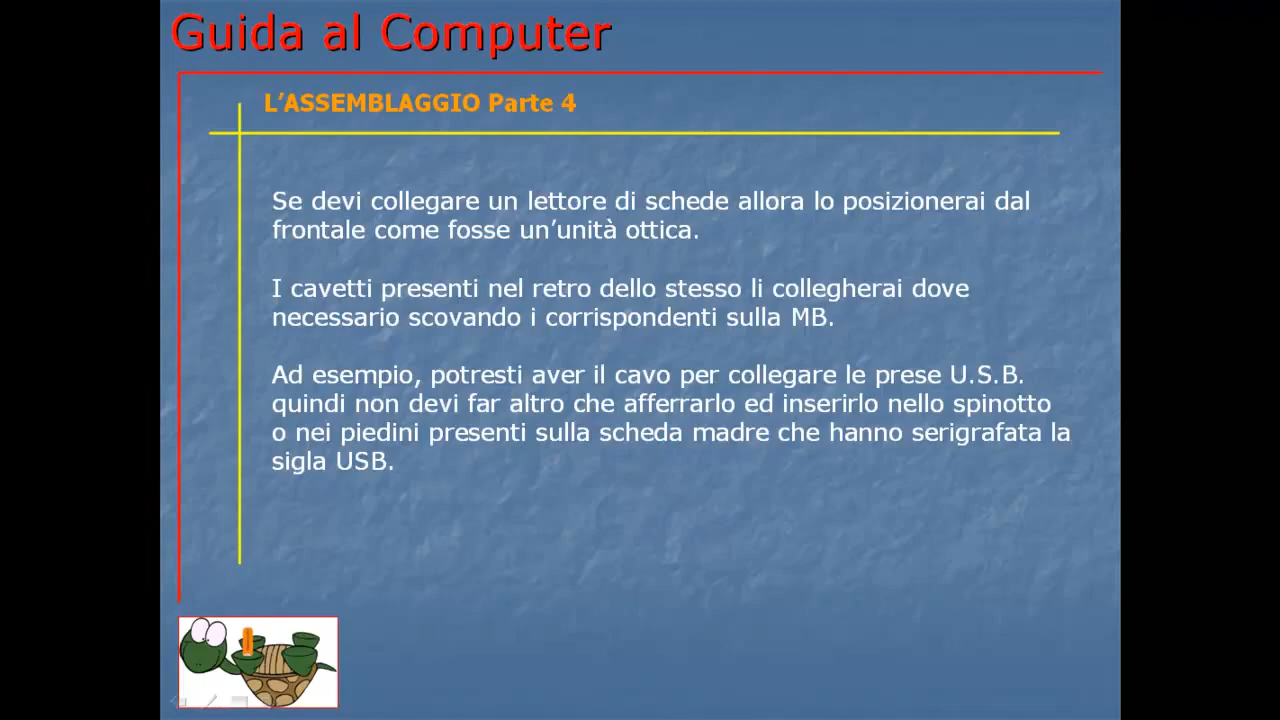 Guida al Computer
L’ASSEMBLAGGIO Parte 4
Se devi collegare un lettore di schede allora lo posizionerai dal
frontale come fosse un’unità ottica.
I cavetti presenti nel retro dello stesso li collegherai dove
necessario scovando i corrispondenti sulla MB.
Ad esempio, potresti aver il cavo per collegare le prese U.S.B.
quindi non devi far altro che afferrarlo ed inserirlo nello spinotto
o nei piedini presenti sulla scheda madre che hanno serigrafata la
sigla USB.